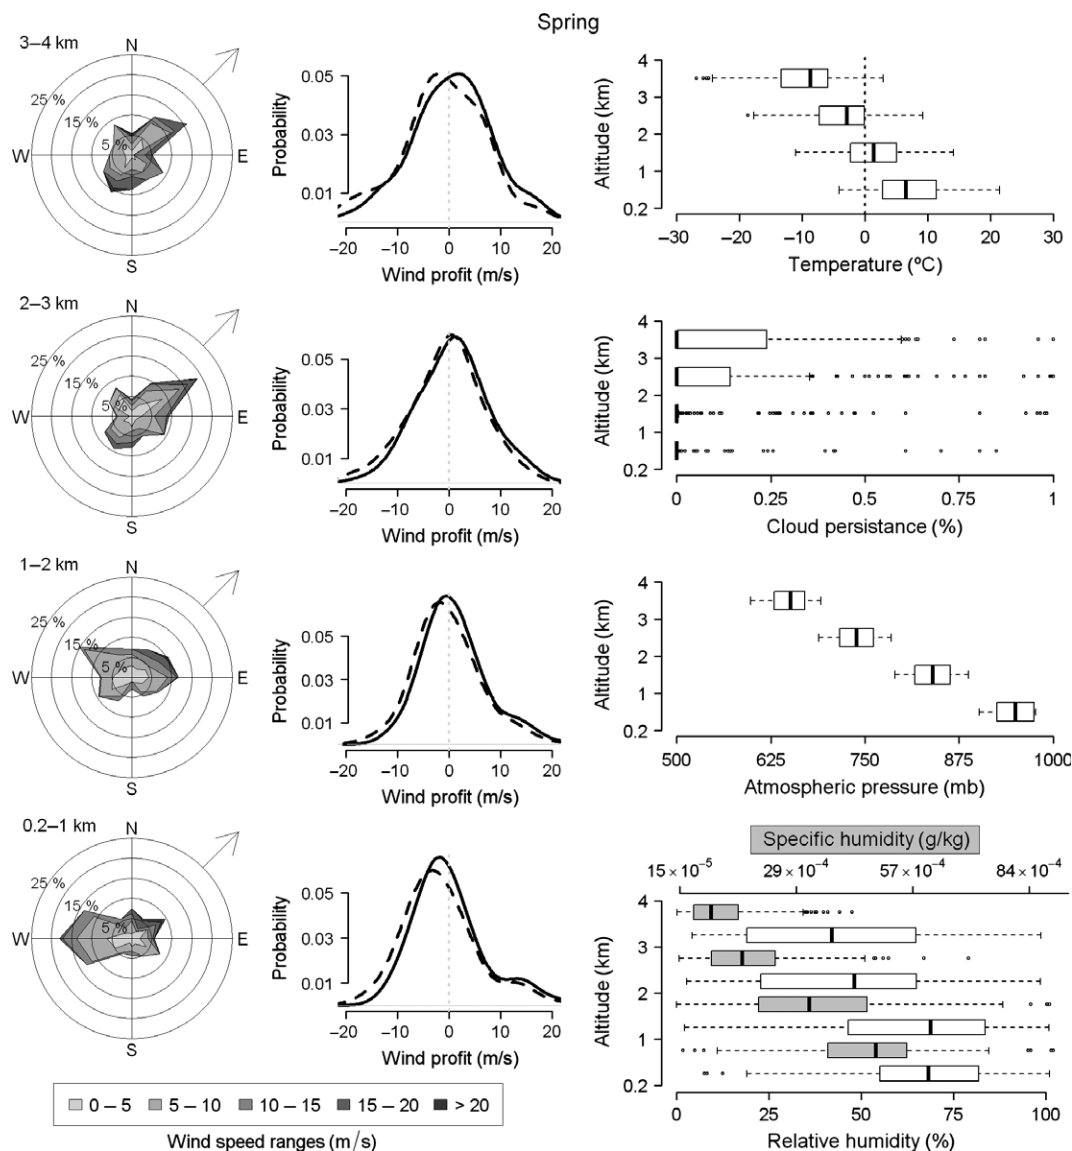 Spring
3–4 km
N
25 %
15 %
5 %
W
E
S
Probability
0.05
0.03
0.01
−20
−10
0
10
20
Wind profit (m/s)
Altitude (km)
4
3
2
1
0.2
−30
−20
−10
0
10
20
30
Temperature (ºC)
2–3 km
N
25 %
15 %
5 %
W
E
S
Probability
0.05
0.03
0.01
−20
−10
0
10
20
Wind profit (m/s)
Altitude (km)
4
3
2
1
0.2
0
0.25
0.5
0.75
1
Cloud persistance (%)
1–2 km
N
25 %
15 %
5 %
W
E
S
Probability
0.05
0.03
0.01
−20
−10
0
10
20
Wind profit (m/s)
Altitude (km)
4
3
2
1
0.2
500
625
750
875
1000
Atmospheric pressure (mb)
0.2–1 km
N
25 %
15 %
5 %
W
E
S
Probability
0.05
0.03
0.01
−20
−10
0
10
20
Wind profit (m/s)
Specific humidity (g/kg)
15 × 10⁻⁵
29 × 10⁻⁴
57 × 10⁻⁴
84 × 10⁻⁴
Altitude (km)
4
3
2
1
0.2
0
25
50
75
100
Relative humidity (%)
0 – 5
5 – 10
10 – 15
15 – 20
> 20
Wind speed ranges (m/s)